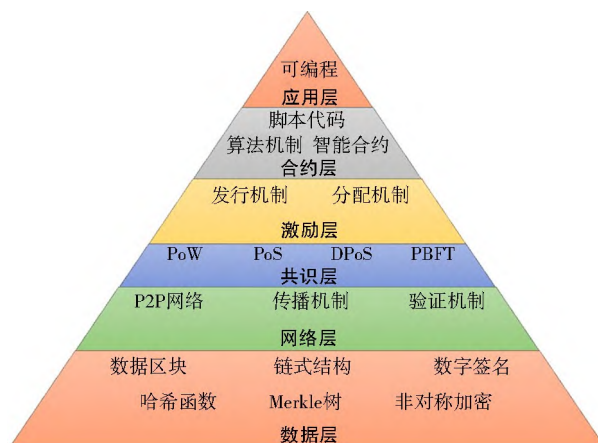 可编程
应用层
脚本代码
算法机制 智能合约
合约层
发行机制 分配机制
激励层
PoW PoS DPoS PBFT
共识层
P2P网络 传播机制 验证机制
网络层
数据区块 链式结构 数字签名
哈希函数 Merkle树 非对称加密
数据层